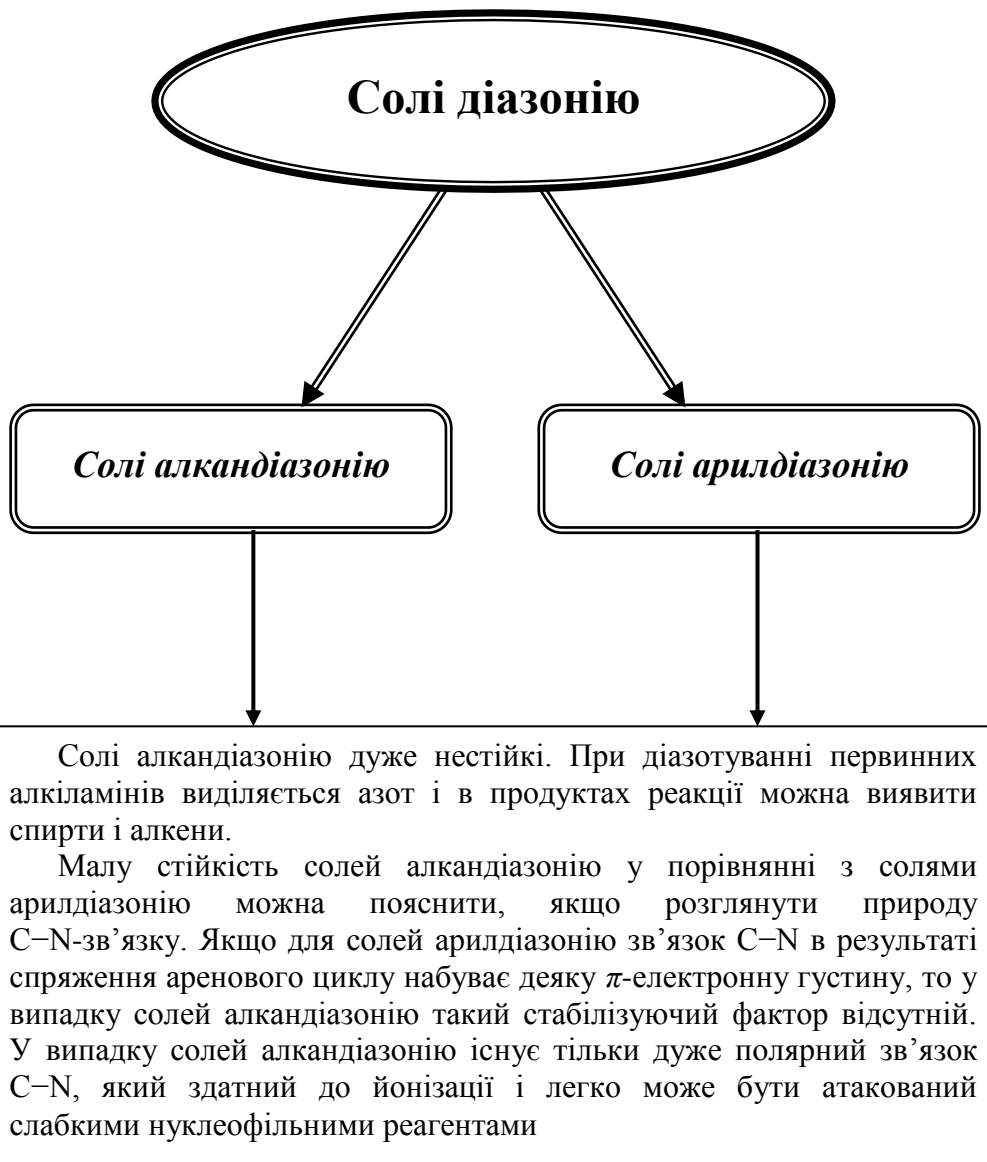 Солі діазонію
Солі алкандіазонію
Солі арилдіазонію
Солі алкандіазонію дуже нестійкі. При діазотуванні первинних
алкіламінів виділяється азот і в продуктах реакції можна виявити
спирти і алкени.
Малу стійкість солей алкандіазонію у порівнянні з солями
арилдіазонію можна пояснити, якщо розглянути природу
C−N-зв’язку. Якщо для солей арилдіазонію зв’язок C−N в результаті
спряження аренового циклу набуває деяку π-електронну густину, то у
випадку солей алкандіазонію такий стабілізуючий фактор відсутній.
У випадку солей алкандіазонію існує тільки дуже полярний зв’язок
C−N, який здатний до йонізації і легко може бути атакований
слабкими нуклеофільними реагентами